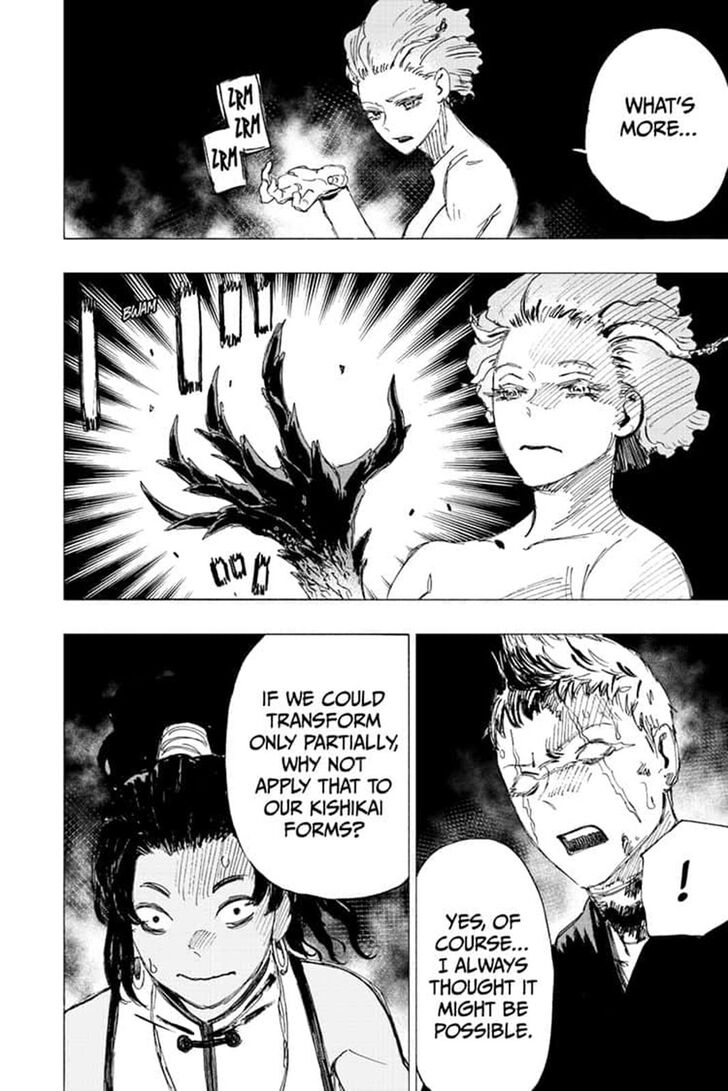 WHAT'S
MORE...
ZRM
ZRM
ZRM
BWAM
!
YES, OF
COURSE...
I ALWAYS
THOUGHT IT
MIGHT BE
POSSIBLE.
IF WE COULD
TRANSFORM
ONLY PARTIALLY,
WHY NOT
APPLY THAT TO
OUR KISHIKAI
FORMS?